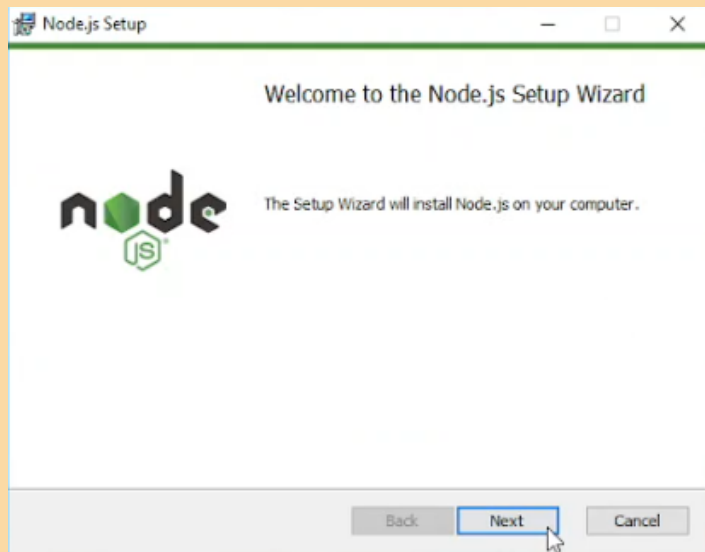 Node.js Setup
Welcome to the Node.js Setup Wizard
node
JS
The Setup Wizard will install Node.js on your computer.
Back
Next
Cancel